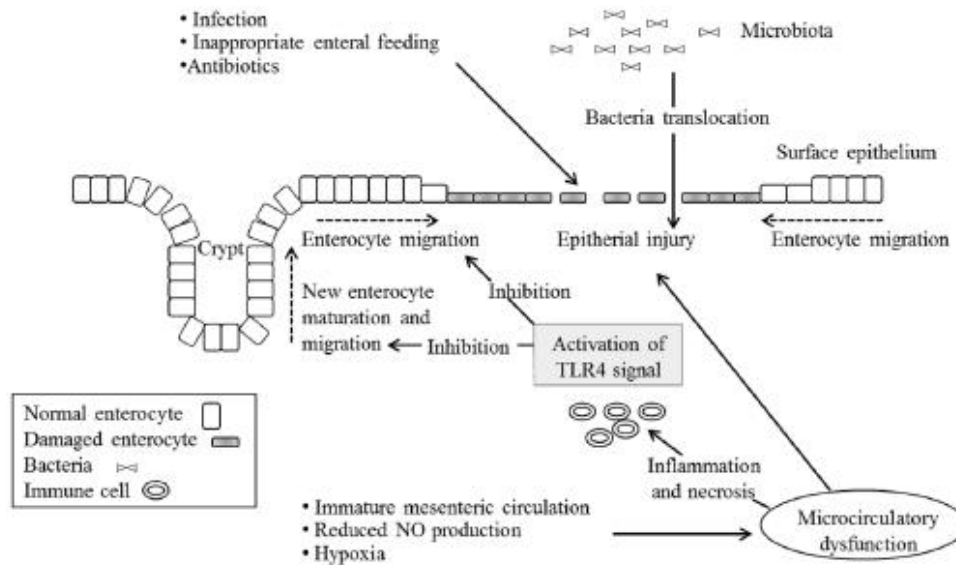 • Infection
• Inappropriate enteral feeding
•Antibiotics
Microbiota
Bacteria translocation
Surface epithelium
Crypt
Enterocyte migration
Epitherial injury
Enterocyte migration
Inhibition
New enterocyte
maturation and
migration
Inhibition
Activation of
TLR4 signal
Normal enterocyte
Damaged enterocyte
Bacteria
Immune cell
Inflammation
and necrosis
• Immature mesenteric circulation
• Reduced NO production
• Hypoxia
Microcirculatory
dysfunction